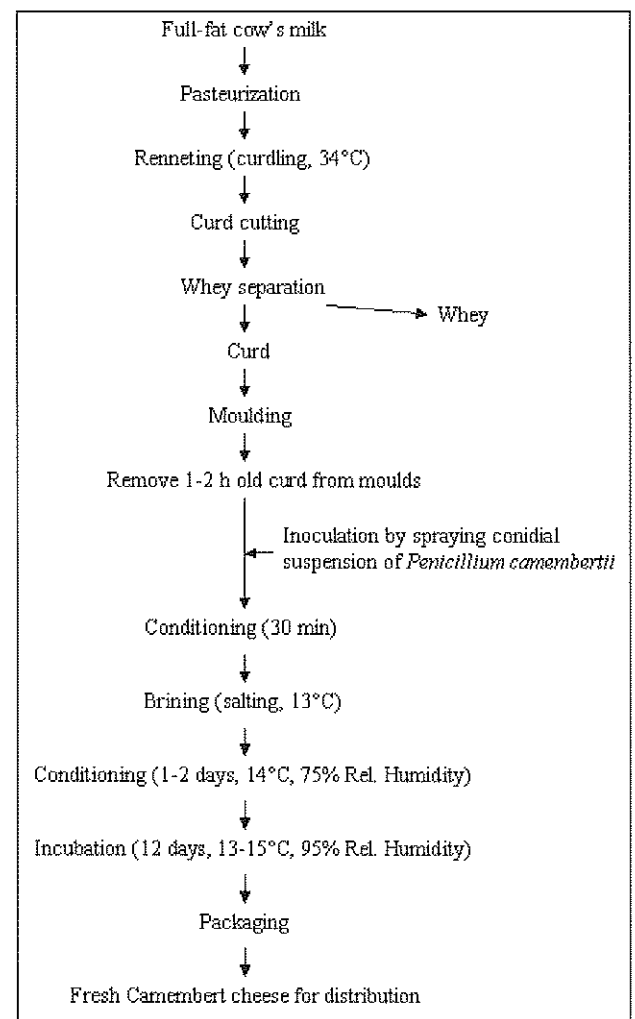 Full-fat cow's milk
Pasteurization
Renneting (curdling, 34°C)
Curd cutting
Whey separation
Whey
Curd
Moulding
Remove 1-2 h old curd from moulds
Inoculation by spraying conidial
suspension of Penicillium camembertii
Conditioning (30 min)
Brining (salting, 13°C)
Conditioning (1-2 days, 14°C, 75% Rel. Humidity)
Incubation (12 days, 13-15°C, 95% Rel. Humidity)
Packaging
Fresh Camembert cheese for distribution